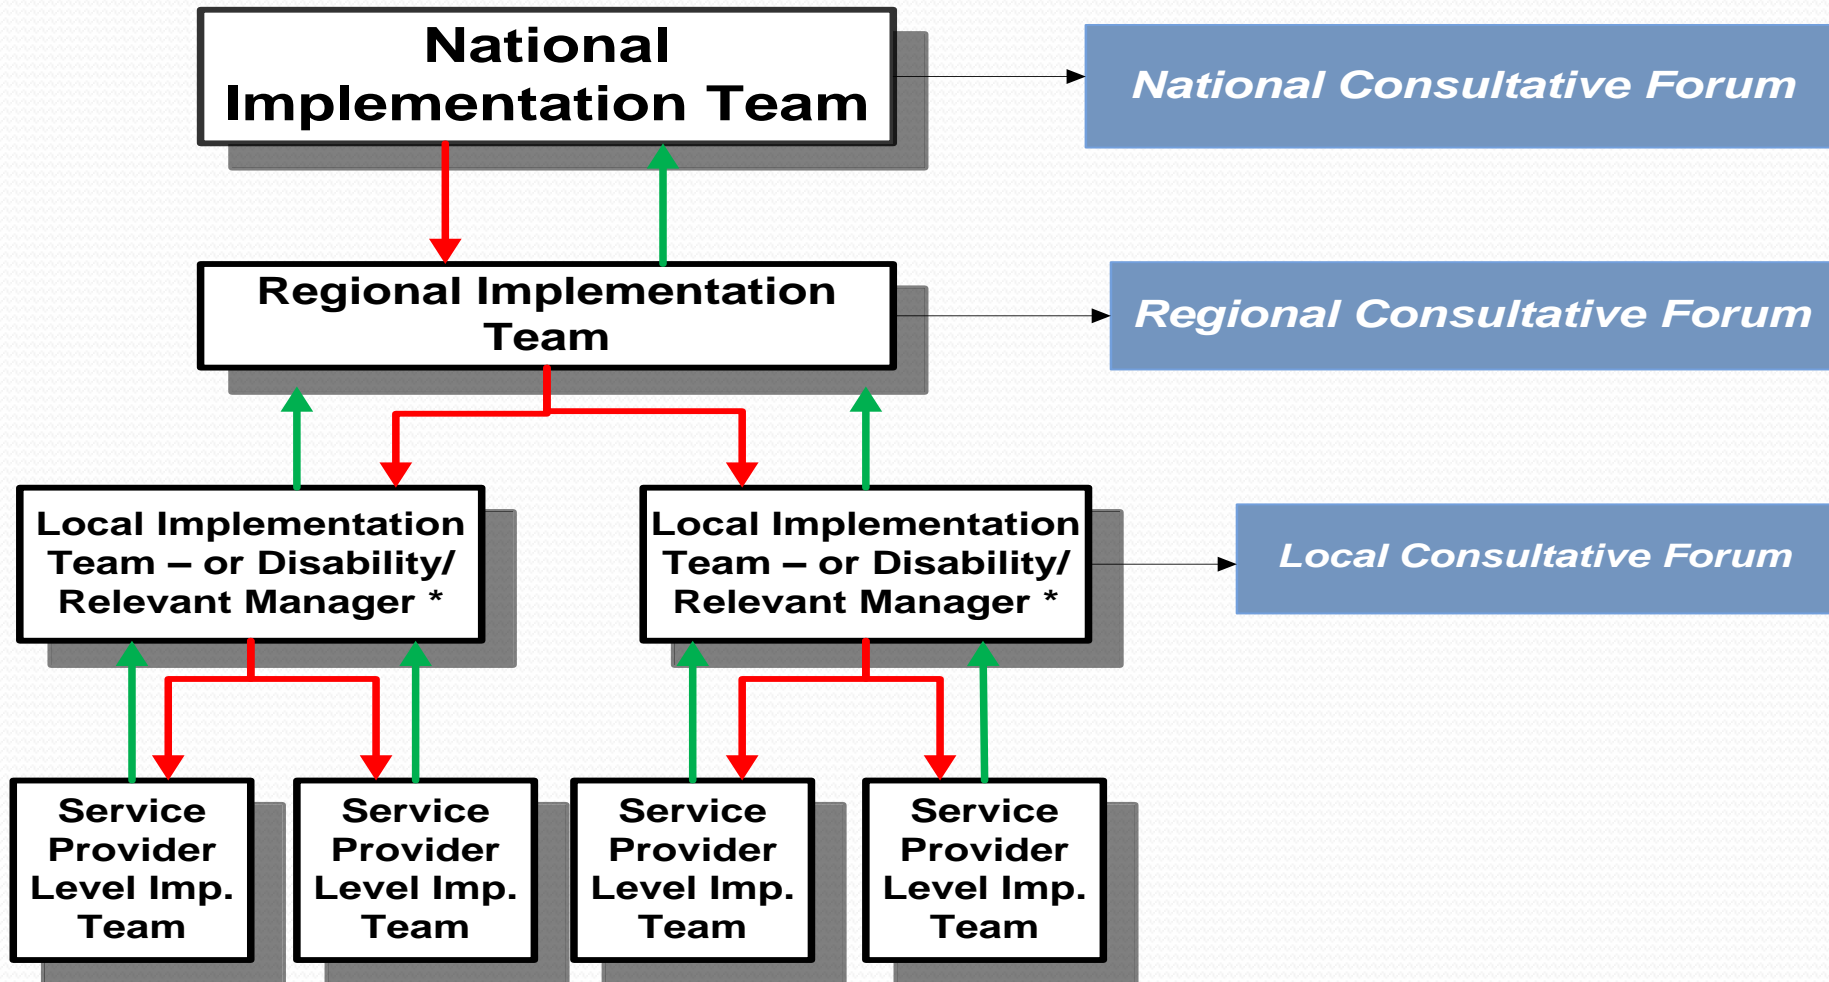 National
Implementation Team
National Consultative Forum
Regional Implementation
Team
Regional Consultative Forum
Local Implementation
Team – or Disability/
Relevant Manager *
Local Implementation
Team – or Disability/
Relevant Manager *
Local Consultative Forum
Service
Provider
Level Imp.
Team
Service
Provider
Level Imp.
Team
Service
Provider
Level Imp.
Team
Service
Provider
Level Imp.
Team